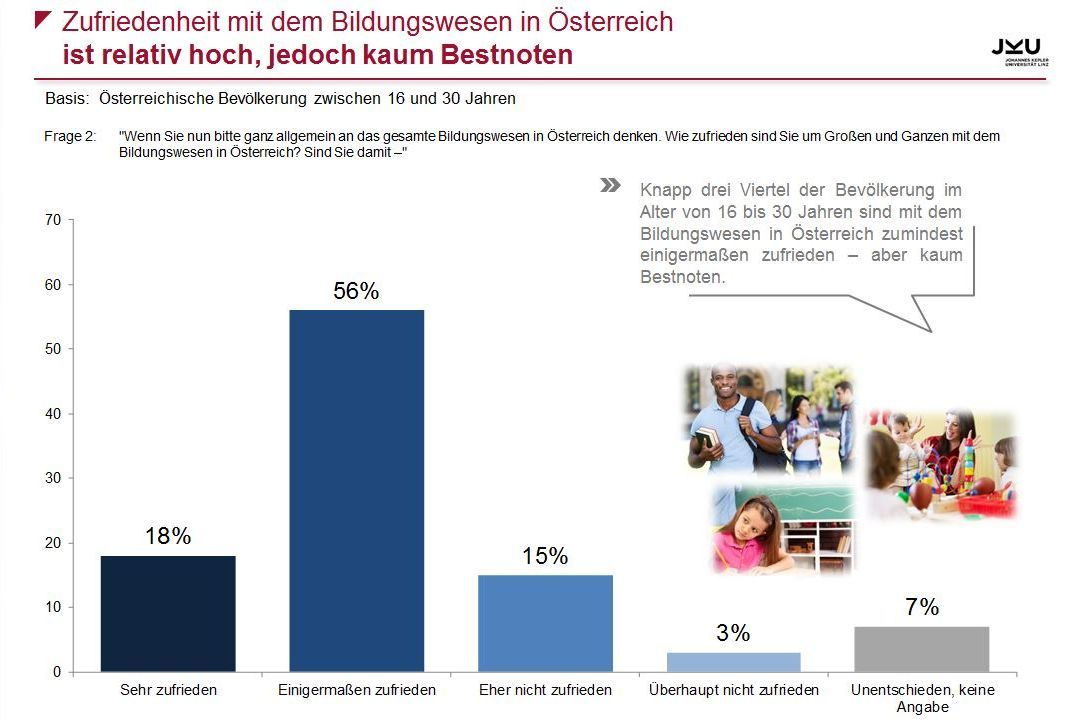 Zufriedenheit mit dem Bildungswesen in Österreich
ist relativ hoch, jedoch kaum Bestnoten
JKU
JOHANNES KEPLER
UNIVERSITÄT LINZ
Basis: Österreichische Bevölkerung zwischen 16 und 30 Jahren
Frage 2: "Wenn Sie nun bitte ganz allgemein an das gesamte Bildungswesen in Österreich denken. Wie zufrieden sind Sie um Großen und Ganzen mit dem
Bildungswesen in Österreich? Sind Sie damit –"
Knapp drei Viertel der Bevölkerung im
Alter von 16 bis 30 Jahren sind mit dem
Bildungswesen in Österreich zumindest
einigermaßen zufrieden – aber kaum
Bestnoten.
70
60
50
40
30
20
10
0
18%
56%
15%
3%
7%
Sehr zufrieden
Einigermaßen zufrieden
Eher nicht zufrieden
Überhaupt nicht zufrieden
Unentschieden, keine
Angabe